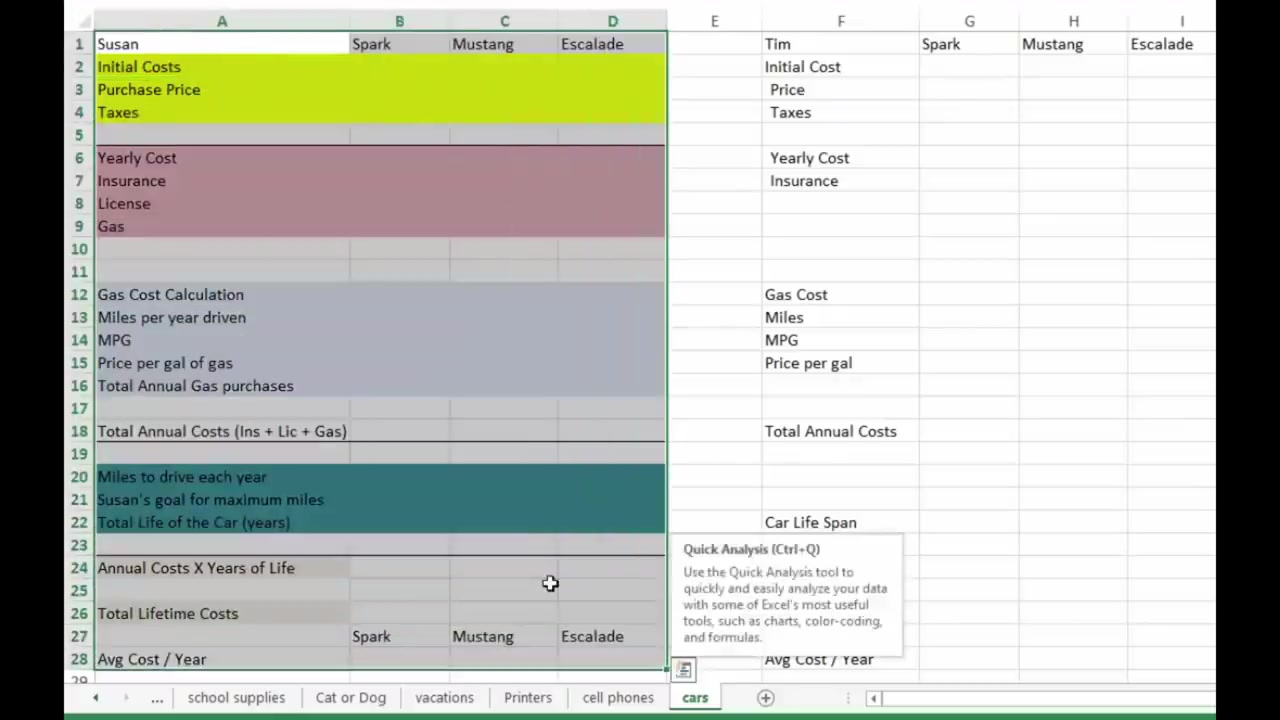 A B C D E F G H I
1 Susan Spark Mustang Escalade Tim Spark Mustang Escalade
2 Initial Costs Initial Cost
3 Purchase Price Price
4 Taxes Taxes
5
6 Yearly Cost Yearly Cost
7 Insurance Insurance
8 License
9 Gas
10
11
12 Gas Cost Calculation Gas Cost
13 Miles per year driven Miles
14 MPG MPG
15 Price per gal of gas Price per gal
16 Total Annual Gas purchases
17
18 Total Annual Costs (Ins + Lic + Gas) Total Annual Costs
19
20 Miles to drive each year
21 Susan's goal for maximum miles
22 Total Life of the Car (years) Car Life Span
23
Quick Analysis (Ctrl+Q)
24 Annual Costs X Years of Life
Use the Quick Analysis tool to
quickly and easily analyze your data
25
with some of Excel's most useful
26 Total Lifetime Costs
tools, such as charts, color-coding,
and formulas.
27 Spark Mustang Escalade
28 Avg Cost / Year Avg Cost / Year
29
... school supplies Cat or Dog vacations Printers cell phones cars